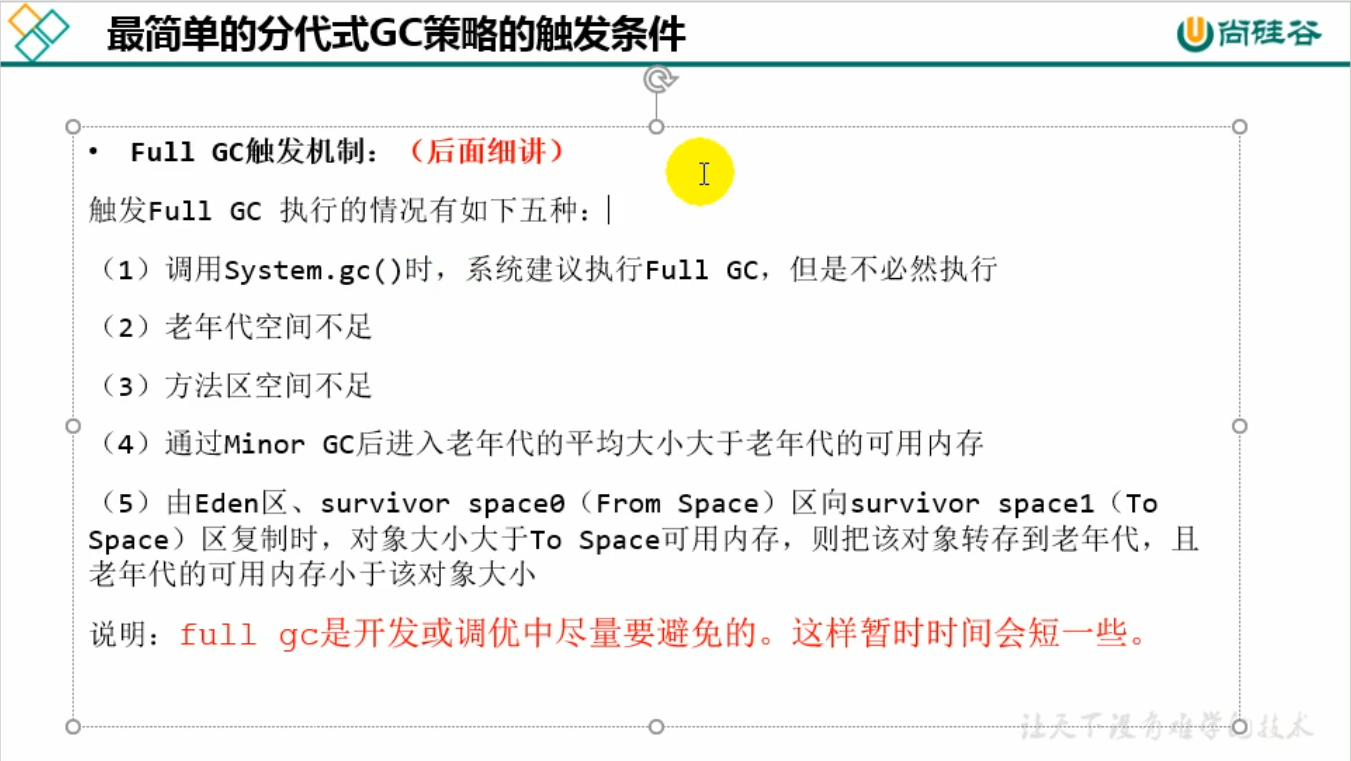 最简单的分代式GC策略的触发条件
尚硅谷
• Full GC触发机制：（后面细讲）
触发Full GC 执行的情况有如下五种：
（1）调用System.gc()时，系统建议执行Full GC，但是不必然执行
（2）老年代空间不足
（3）方法区空间不足
（4）通过Minor GC后进入老年代的平均大小大于老年代的可用内存
（5）由Eden区、survivor space0（From Space）区向survivor space1（To
Space）区复制时，对象大小大于To Space可用内存，则把该对象转存到老年代，且
老年代的可用内存小于该对象大小
说明：full gc是开发或调优中尽量要避免的。这样暂时时间会短一些。
让天下没有难学的技术